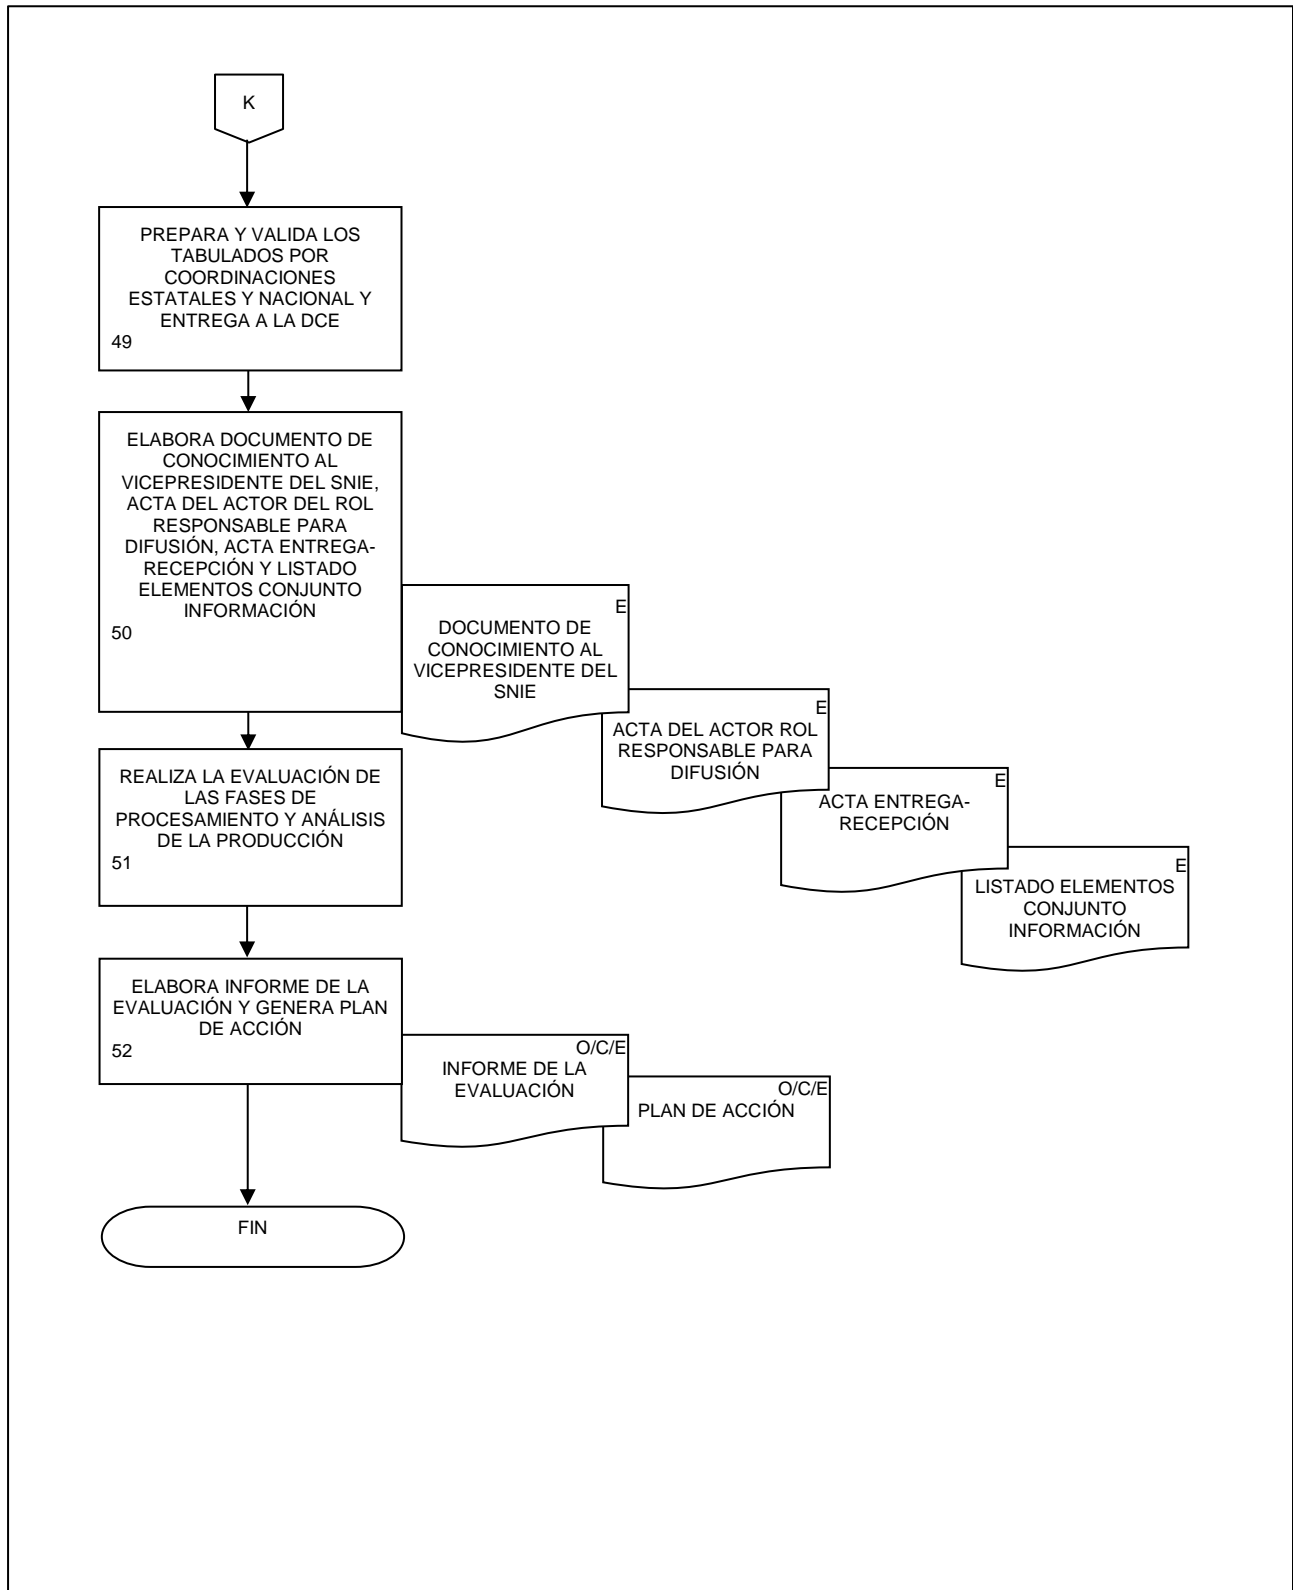 K
PREPARA Y VALIDA LOS
TABULADOS POR
COORDINACIONES
ESTATALES Y NACIONAL Y
ENTREGA A LA DCE
49
ELABORA DOCUMENTO DE
CONOCIMIENTO AL
VICEPRESIDENTE DEL SNIE,
ACTA DEL ACTOR DEL ROL
RESPONSABLE PARA
DIFUSIÓN, ACTA ENTREGA-
RECEPCIÓN Y LISTADO
ELEMENTOS CONJUNTO
INFORMACIÓN
50
E
DOCUMENTO DE
CONOCIMIENTO AL
VICEPRESIDENTE DEL
SNIE
E
ACTA DEL ACTOR ROL
RESPONSABLE PARA
DIFUSIÓN
E
ACTA ENTREGA-
RECEPCIÓN
E
LISTADO ELEMENTOS
CONJUNTO
INFORMACIÓN
REALIZA LA EVALUACIÓN DE
LAS FASES DE
PROCESAMIENTO Y ANÁLISIS
DE LA PRODUCCIÓN
51
ELABORA INFORME DE LA
EVALUACIÓN Y GENERA PLAN
DE ACCIÓN
52
O/C/E
INFORME DE LA
EVALUACIÓN
O/C/E
PLAN DE ACCIÓN
FIN